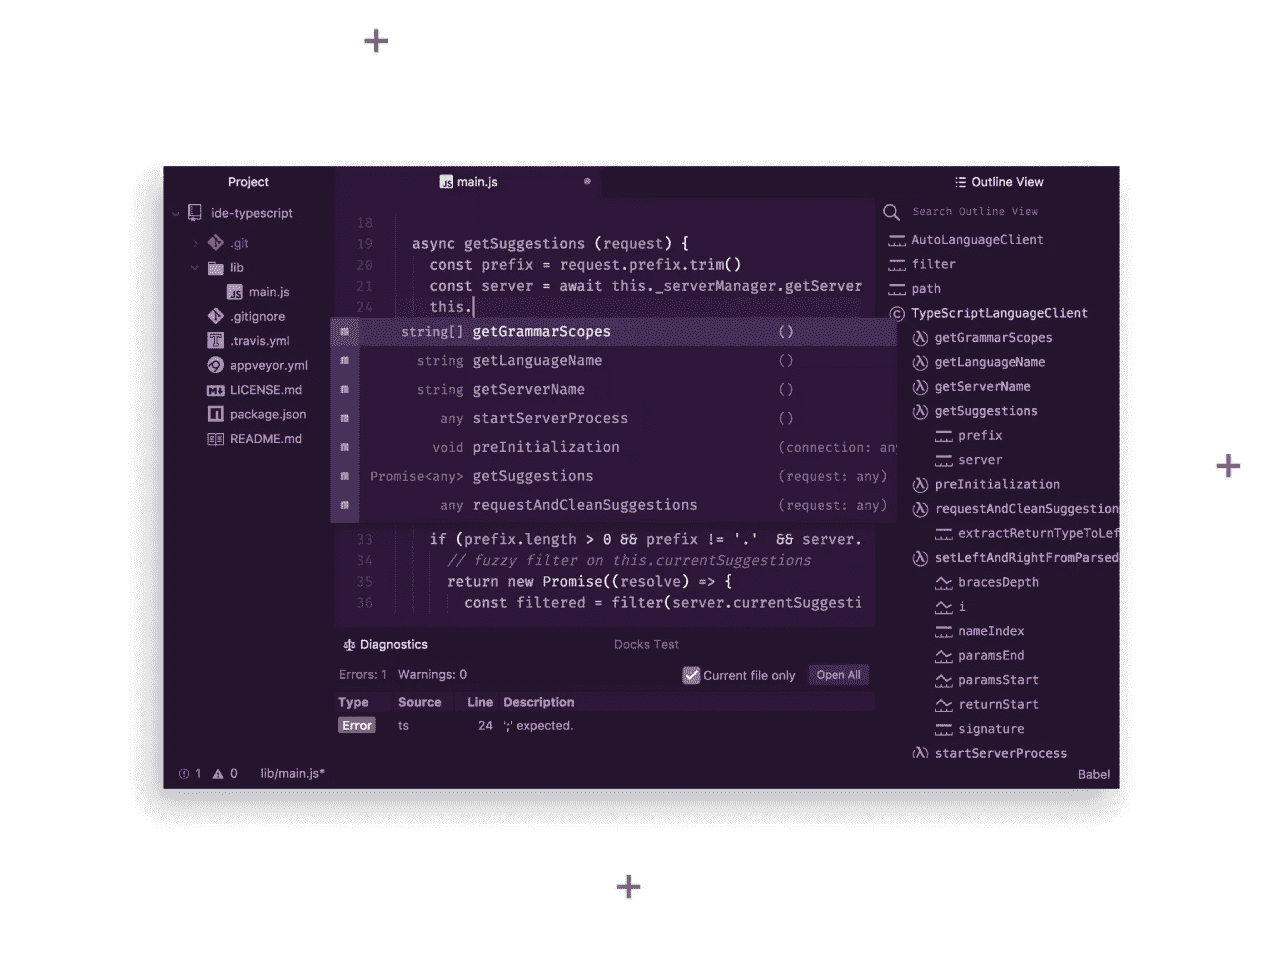 Project
ide-typescript
.git
lib
main.js
.gitignore
.travis.yml
appveyor.yml
LICENSE.md
package.json
README.md
main.js
18
19 async getSuggestions (request) {
20 const prefix = request.prefix.trim()
21 const server = await this._serverManager.getServer
24 this.
string[] getGrammarScopes ()
string getLanguageName ()
string getServerName ()
any startServerProcess ()
void preInitialization (connection: an
Promise<any> getSuggestions (request: any)
any requestAndCleanSuggestions (request: any)
33 if (prefix.length > 0 && prefix != '.' && server.
34 // fuzzy filter on this.currentSuggestions
35 return new Promise((resolve) => {
36 const filtered = filter(server.currentSuggesti
Diagnostics Docks Test
Errors: 1 Warnings: 0 Current file only Open All
Type Source Line Description
Error ts 24 ';' expected.
Outline View
Search Outline View
AutoLanguageClient
filter
path
TypeScriptLanguageClient
getGrammarScopes
getLanguageName
getServerName
getSuggestions
prefix
server
preInitialization
requestAndCleanSuggestion
extractReturnTypeToLef
setLeftAndRightFromParsed
bracesDepth
i
nameIndex
paramsEnd
paramsStart
returnStart
signature
startServerProcess
1 0 lib/main.js* Babel